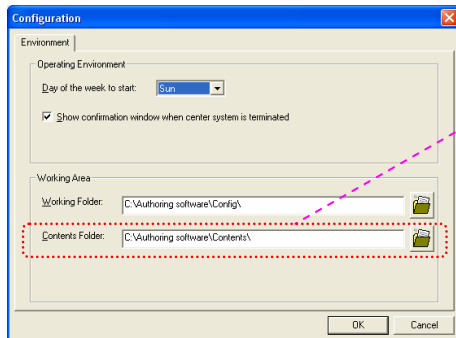 Configuration
Environment
Operating Environment
Day of the week to start: Sun
Show confirmation window when center system is terminated
Working Area
Working Folder: C:\Authoring software\Config\
Contents Folder: C:\Authoring software\Contents\
OK Cancel